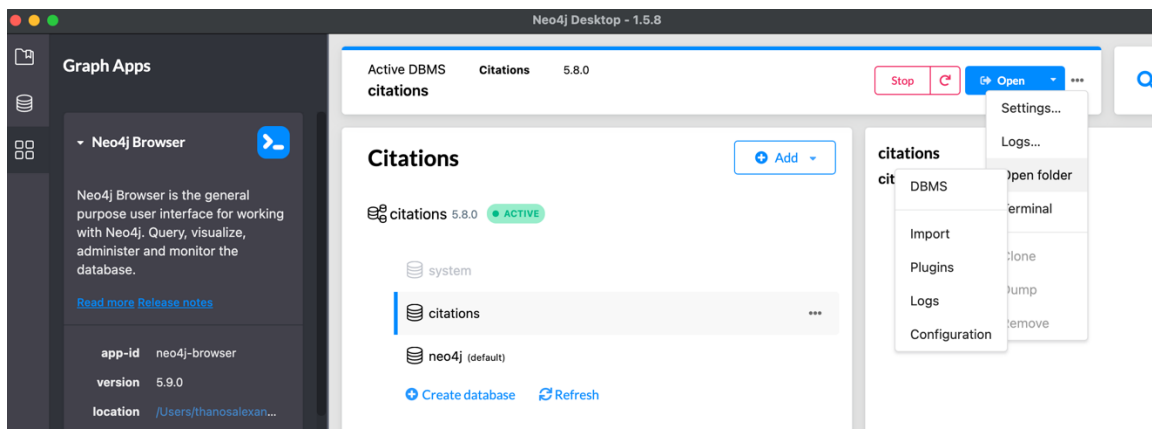 Neo4j Desktop - 1.5.8
Graph Apps
Neo4j Browser
Neo4j Browser is the general
purpose user interface for working
with Neo4j. Query, visualize,
administer and monitor the
database.
Read more Release notes
app-id neo4j-browser
version 5.9.0
location /Users/thanosalexan...
Active DBMS Citations 5.8.0
citations
Stop Open
Citations
Add
citations 5.8.0 ACTIVE
system
citations
neo4j (default)
Create database Refresh
citations
cit
Settings...
Logs...
Open folder
Terminal
Clone
Dump
Remove
DBMS
Import
Plugins
Logs
Configuration